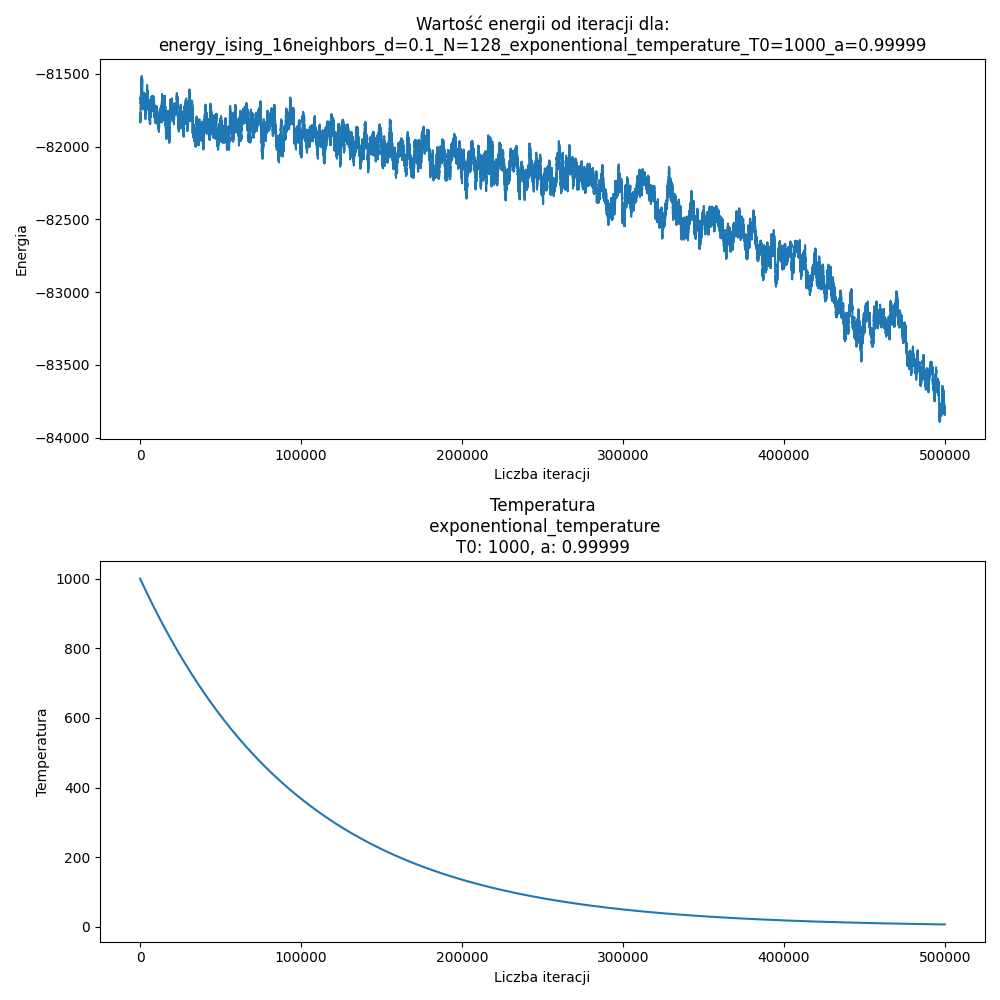 Wartość energii od iteracji dla:
energy_ising_16neighbors_d=0.1_N=128_exponentional_temperature_T0=1000_a=0.99999
−81500
−82000
−82500
−83000
−83500
−84000
Energia
0 100000 200000 300000 400000 500000
Liczba iteracji
Temperatura
exponentional_temperature
T0: 1000, a: 0.99999
1000
800
600
400
200
0
Temperatura
0 100000 200000 300000 400000 500000
Liczba iteracji